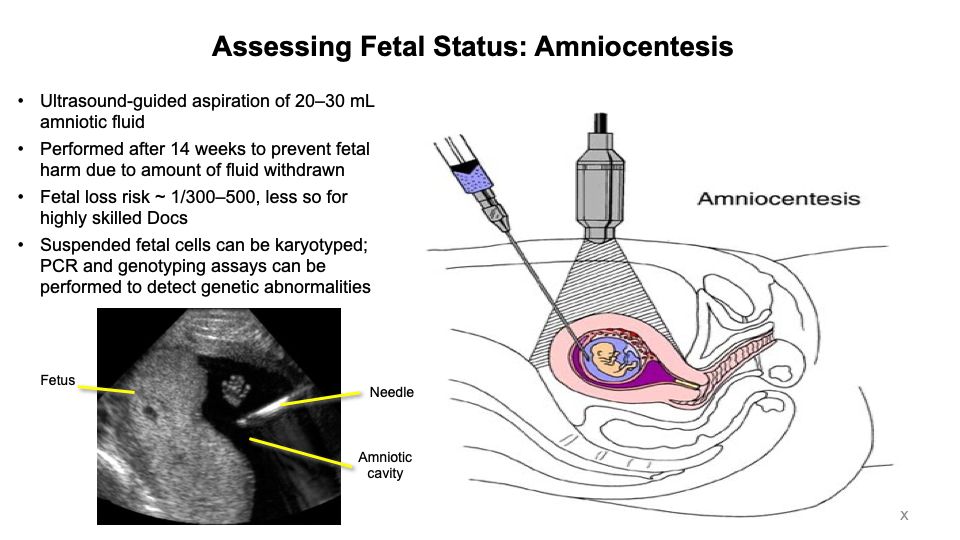 Assessing Fetal Status: Amniocentesis
• Ultrasound-guided aspiration of 20–30 mL
amniotic fluid
• Performed after 14 weeks to prevent fetal
harm due to amount of fluid withdrawn
• Fetal loss risk ~ 1/300–500, less so for
highly skilled Docs
• Suspended fetal cells can be karyotyped;
PCR and genotyping assays can be
performed to detect genetic abnormalities
Amniocentesis
Fetus
Needle
Amniotic
cavity
X